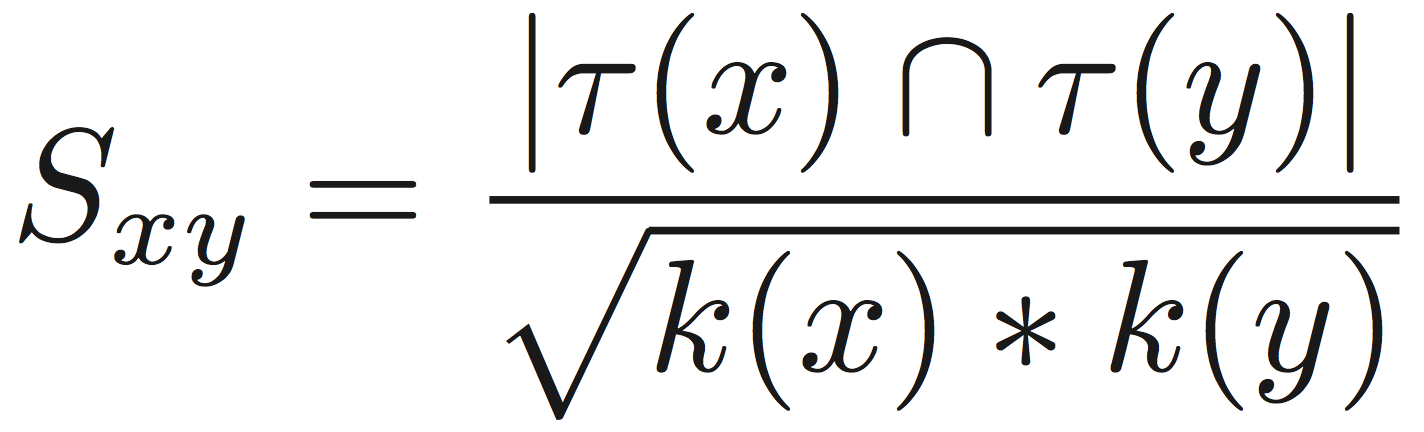 S_{xy} = \frac{|\tau(x) \cap \tau(y)|}{\sqrt{k(x) * k(y)}}